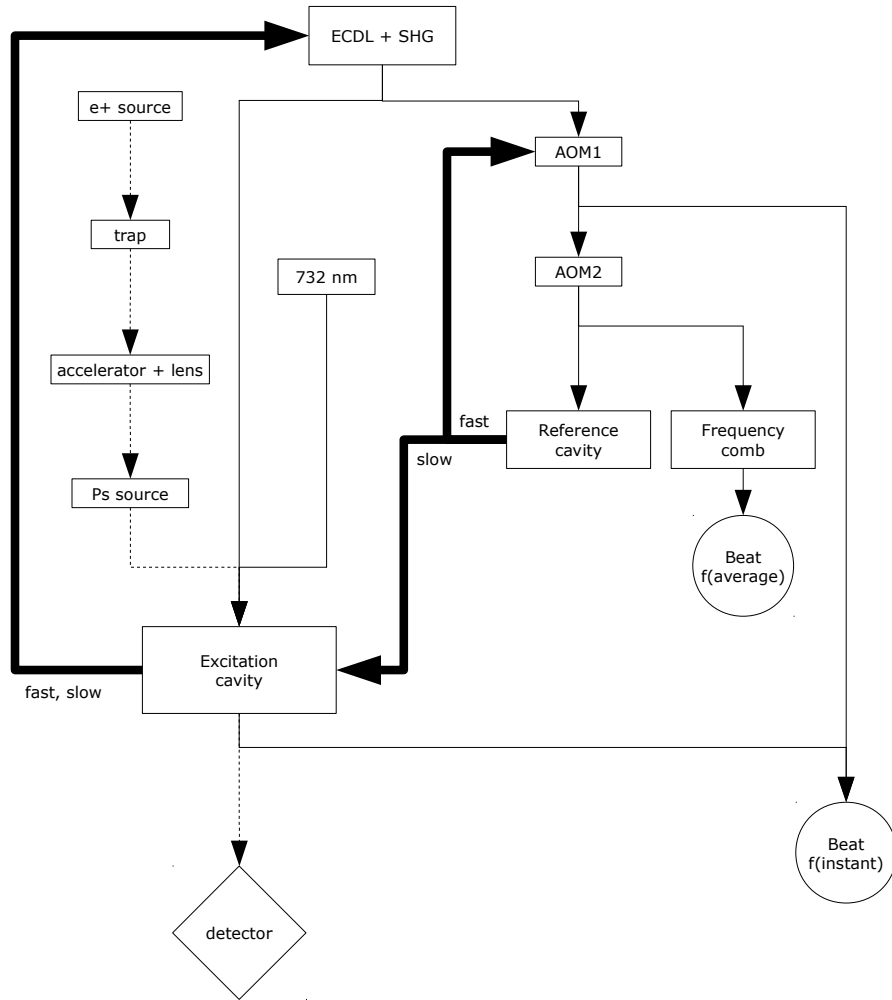 ECDL + SHG
e+ source
AOM1
trap
AOM2
732 nm
accelerator + lens
fast
slow
Reference
cavity
Frequency
comb
Ps source
Beat
f(average)
Excitation
cavity
fast, slow
Beat
f(instant)
detector